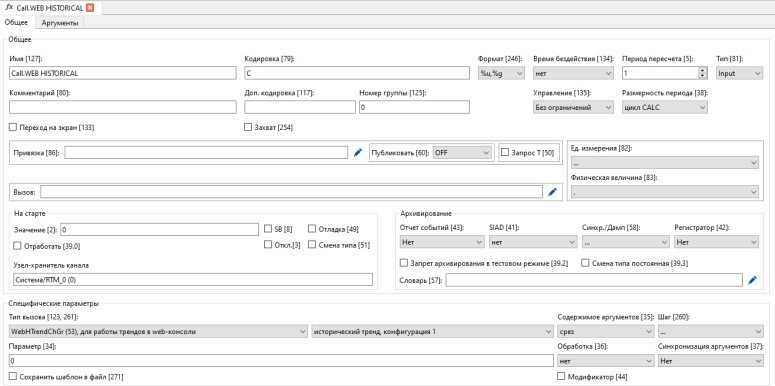 fx Call.WEB HISTORICAL
Общее Аргументы
Общее
Имя [127]: Кодировка [79]: Формат [246]: Время бездействия [134]: Период пересчета [5]: Тип [81]:
Call.WEB HISTORICAL C %u,%g нет 1 Input
Комментарий [80]: Доп. кодировка [117]: Номер группы [125]: Управление [135]: Размерность периода [38]:
0 Без ограничений цикл CALC
Переход на экран [133] Захват [254]
Привязка [86]: Публиковать [60]: OFF Запрос T [50] Ед. измерения [82]:
...
Физическая величина [83]:
Вызов: .
На старте Архивирование
Значение [2]: 0 SB [8] Отладка [49] Отчет событий [43]: SIAD [41]: Синхр./Дамп [58]: Регистратор [42]:
Отработать [39.0] Откл.[3] Смена типа [51] Нет нет ... Нет
Узел-хранитель канала Запрет архивирования в тестовом режиме [39.2] Смена типа постоянная [39.3]
Система/RTM_0 (0) Словарь [57]:
Специфические параметры
Тип вызова [123, 261]: Содержимое аргументов [35]: Шаг [260]:
WebHTrendChGr (53), для работы трендов в web-консоли исторический тренд, конфигурация 1 срез ...
Параметр [34]: Обработка [36]: Синхронизация аргументов [37]:
0 нет Нет
Сохранить шаблон в файл [271] Модификатор [44]